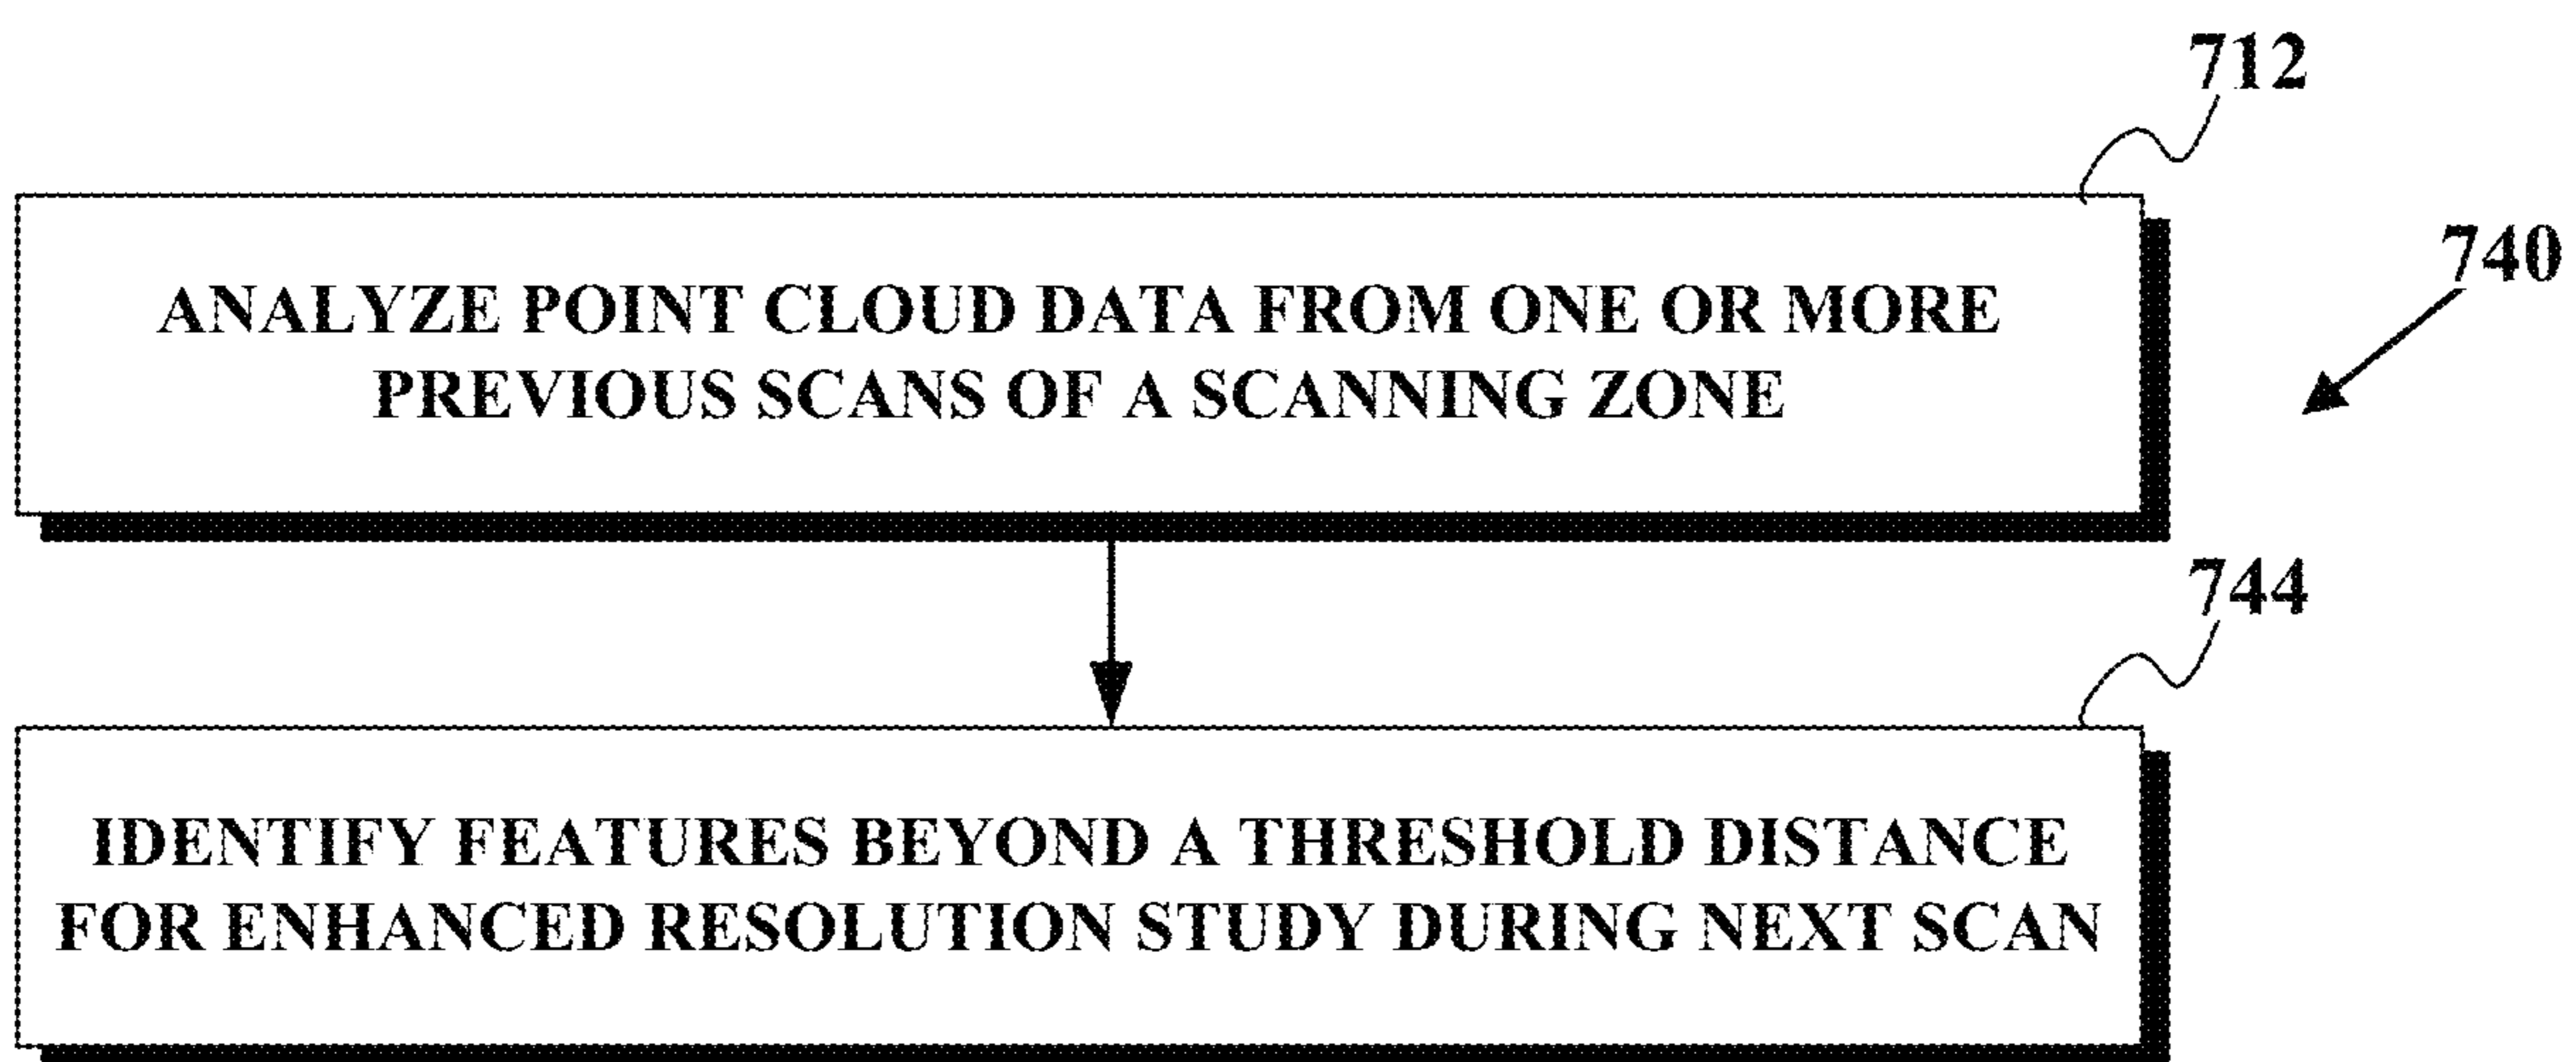 712
740
ANALYZE POINT CLOUD DATA FROM ONE OR MORE
PREVIOUS SCANS OF A SCANNING ZONE
744
IDENTIFY FEATURES BEYOND A THRESHOLD DISTANCE
FOR ENHANCED RESOLUTION STUDY DURING NEXT SCAN